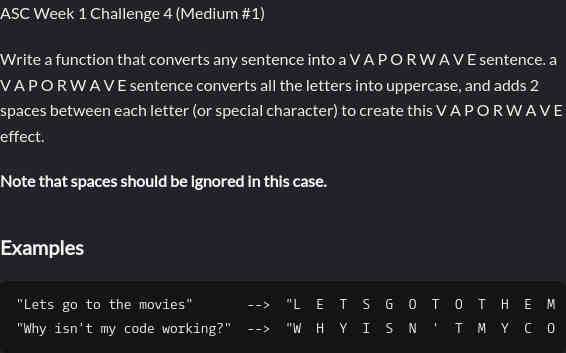 ASC Week 1 Challenge 4 (Medium #1)
Write a function that converts any sentence into a V A P O R W A V E sentence. a
V A P O R W A V E sentence converts all the letters into uppercase, and adds 2
spaces between each letter (or special character) to create this V A P O R W A V E
effect.
Note that spaces should be ignored in this case.
Examples
"Lets go to the movies"       -->  "L  E  T  S  G  O  T  O  T  H  E  M
"Why isn't my code working?"  -->  "W  H  Y  I  S  N  '  T  M  Y  C  O